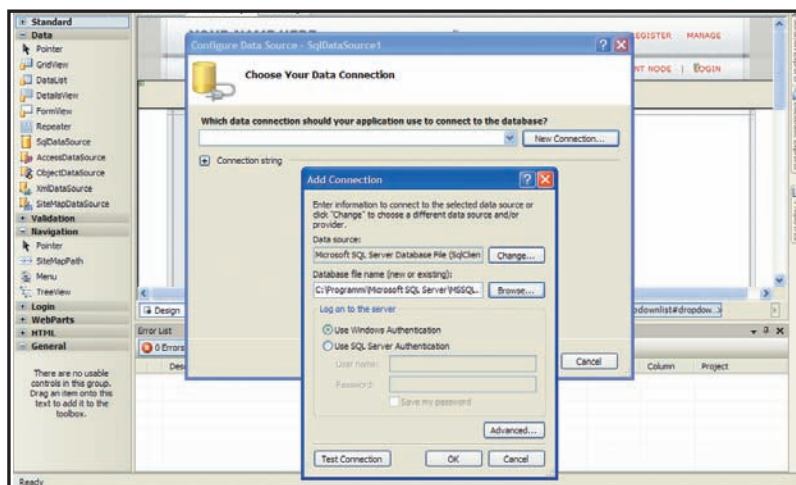 Standard
Data
Pointer
GridView
DataList
DetailsView
FormView
Repeater
SqlDataSource
AccessDataSource
ObjectDataSource
XmlDataSource
SiteMapDataSource
Validation
Navigation
Pointer
SiteMapPath
Menu
TreeView
Login
WebParts
HTML
General
There are no usable
controls in this group.
Drag an item onto this
text to add it to the
toolbox.
REGISTER MANAGE
NT NODE | LOGIN
Configure Data Source - SqlDataSource1
Choose Your Data Connection
Which data connection should your application use to connect to the database?
New Connection...
Connection string
Add Connection
Enter information to connect to the selected data source or
click "Change" to choose a different data source and/or
provider.
Data source:
Microsoft SQL Server Database File (SqlClien
Change...
Database file name (new or existing):
C:\Programmi\Microsoft SQL Server\MSSQL.
Browse...
Log on to the server
Use Windows Authentication
Use SQL Server Authentication
User name:
Password:
Save my password
Advanced...
Test Connection
OK
Cancel
Cancel
Design
downlist#dropdow...
Error List
0 Errors
Des
Column
Project
Ready